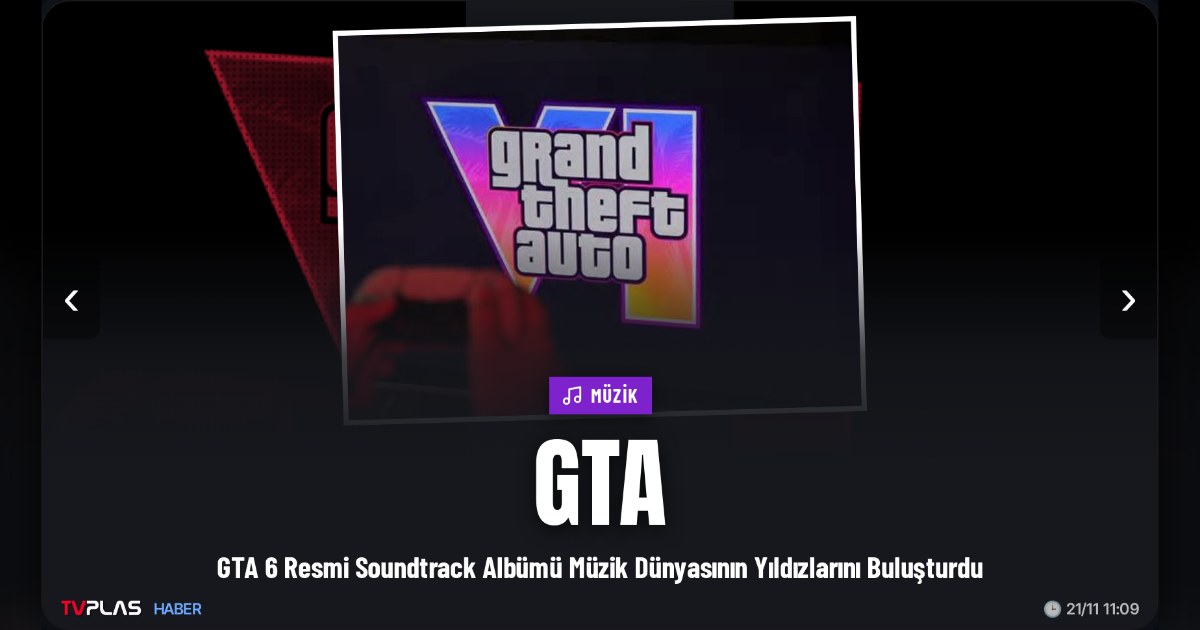 VI
grand
theft
auto
MÜZİK
GTA
GTA 6 Resmi Soundtrack Albümü Müzik Dünyasının Yıldızlarını Buluşturdu
TVPLAS HABER
21/11 11:09